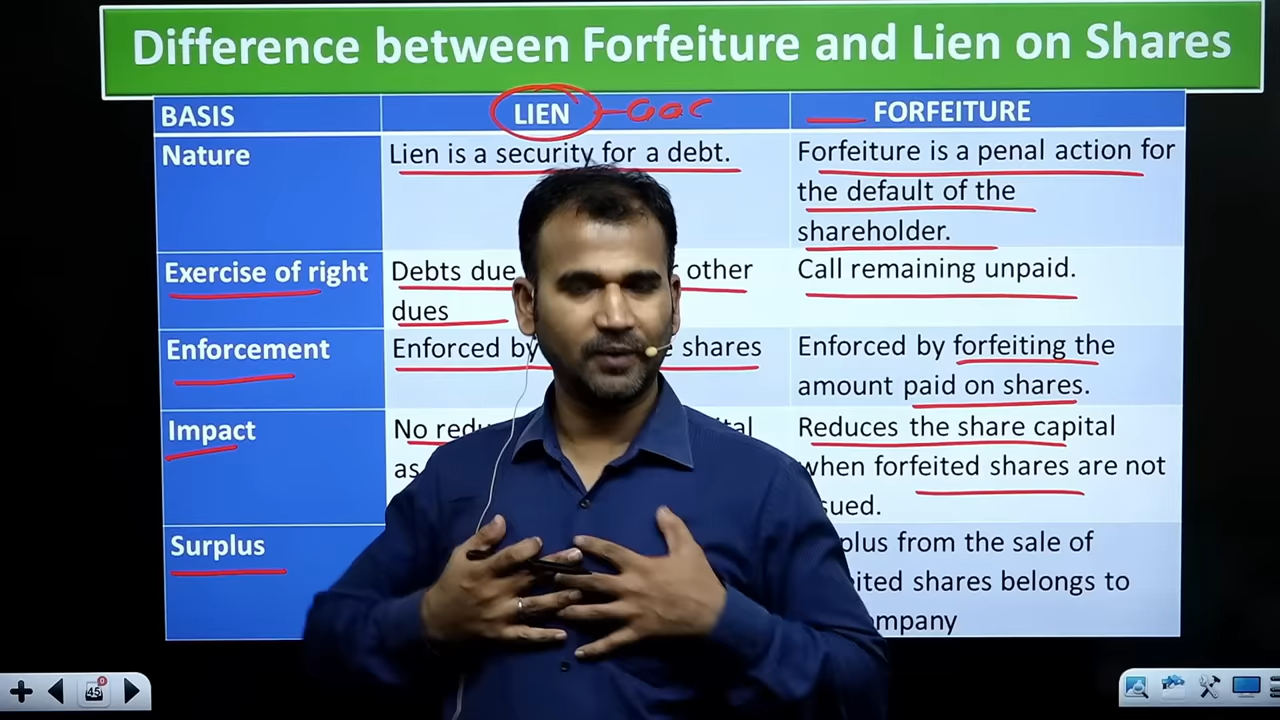 Difference between Forfeiture and Lien on Shares
BASIS
LIEN
FORFEITURE
Nature
Lien is a security for a debt.
Forfeiture is a penal action for
the default of the
shareholder.
Exercise of right
Debts due
other
dues
Call remaining unpaid.
Enforcement
Enforced by
shares
Enforced by forfeiting the
amount paid on shares.
Impact
No
Reduces the share capital
when forfeited shares are not
Surplus
from the sale of
shares belongs to
45
0